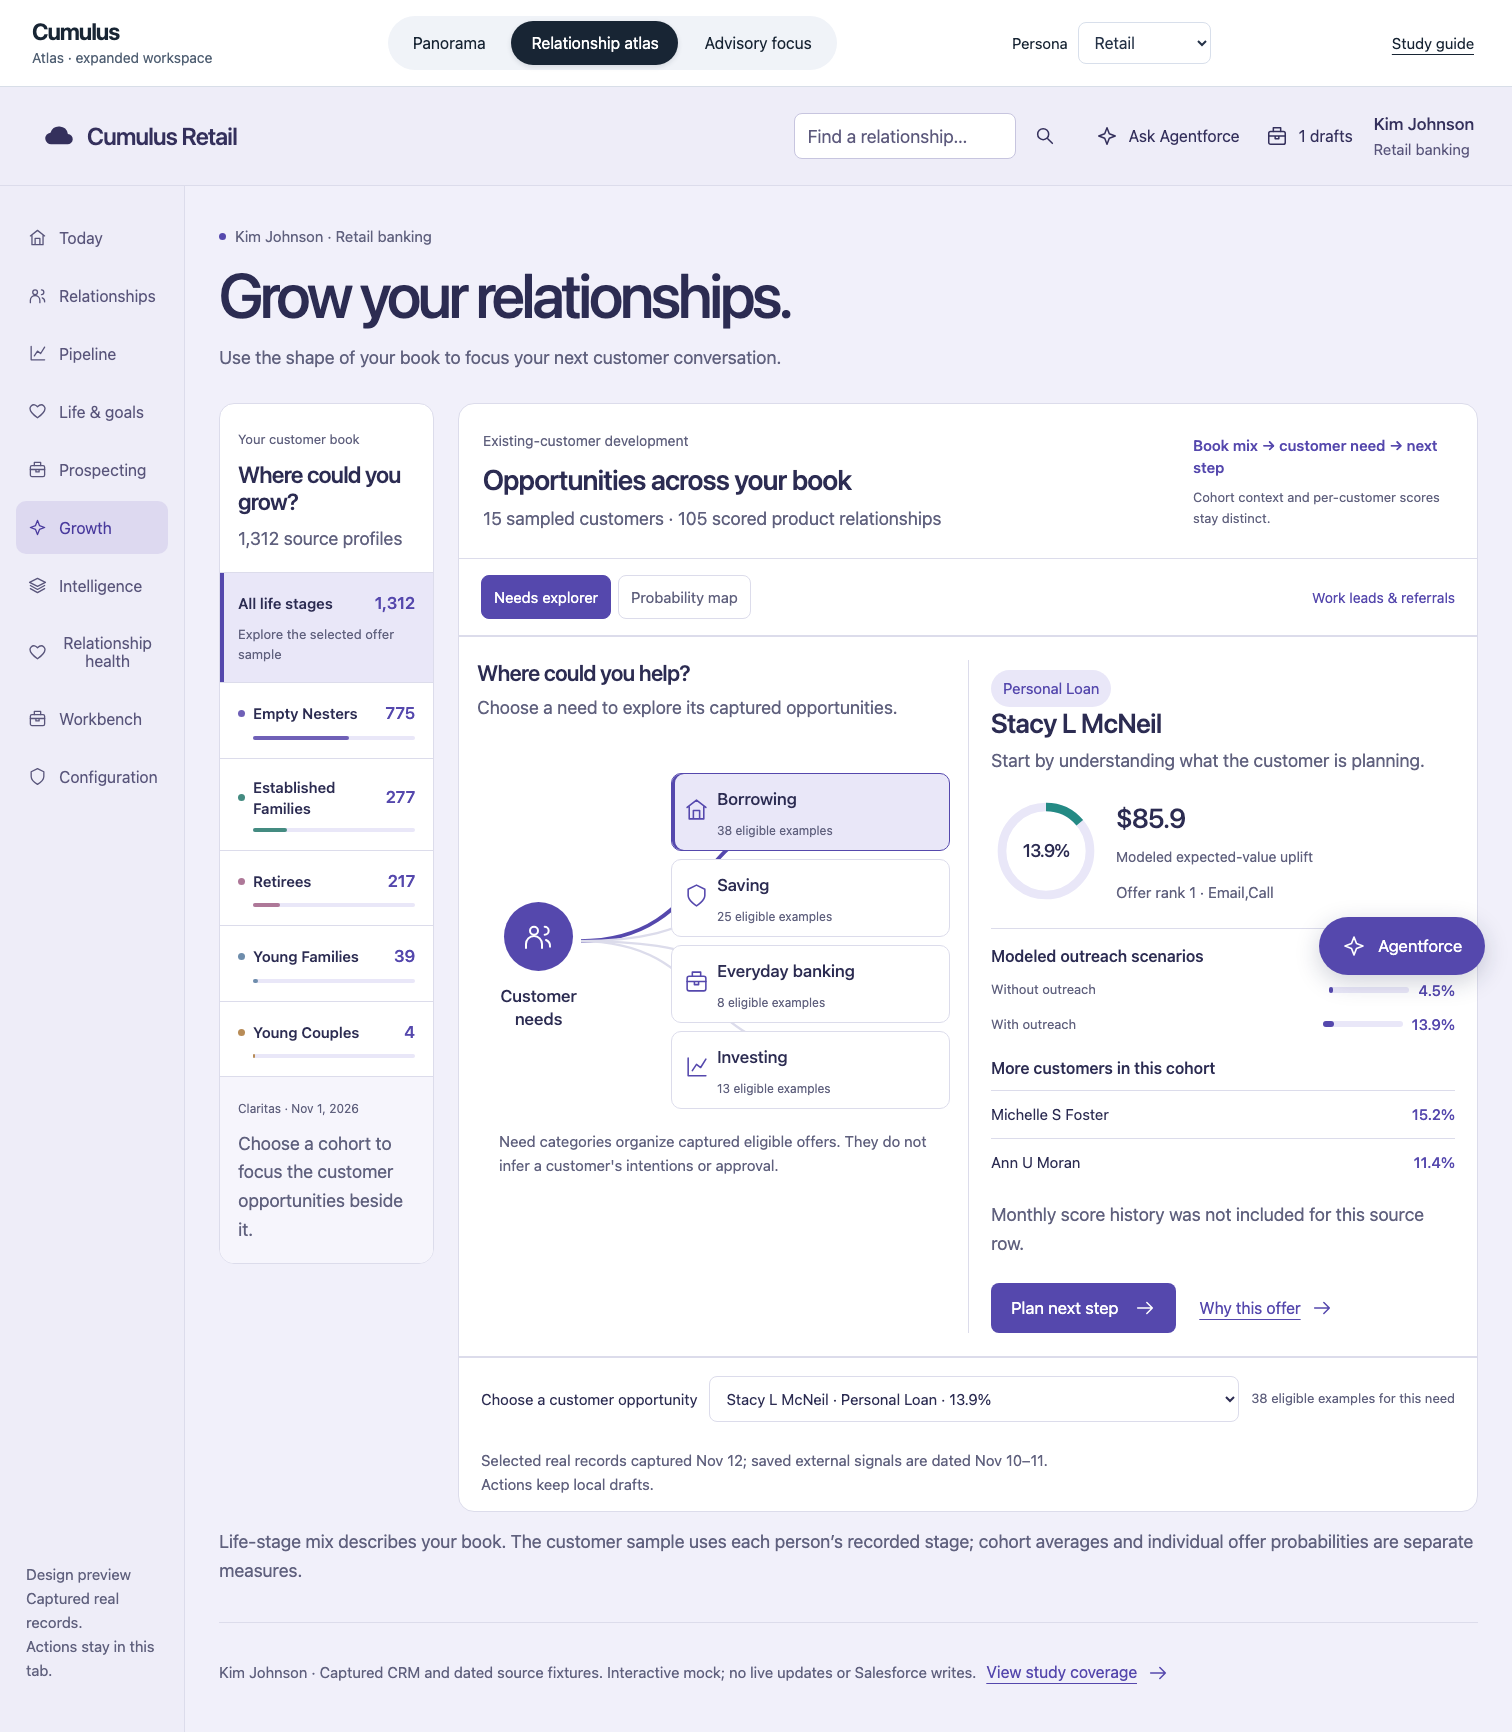 Cumulus
Atlas · expanded workspace
Panorama
Relationship atlas
Advisory focus
Persona
Retail
Study guide
Cumulus Retail
Find a relationship...
Ask Agentforce
1 drafts
Kim Johnson
Retail banking
Today
Relationships
Pipeline
Life & goals
Prospecting
Growth
Intelligence
Relationship
health
Workbench
Configuration
Design preview
Captured real
records.
Actions stay in this
tab.
Kim Johnson · Retail banking
Grow your relationships.
Use the shape of your book to focus your next customer conversation.
Your customer book
Where could you
grow?
1,312 source profiles
All life stages 1,312
Explore the selected offer
sample
Empty Nesters 775
Established
Families 277
Retirees 217
Young Families 39
Young Couples 4
Claritas · Nov 1, 2026
Choose a cohort to
focus the customer
opportunities beside
it.
Existing-customer development
Opportunities across your book
15 sampled customers · 105 scored product relationships
Book mix → customer need → next
step
Cohort context and per-customer scores
stay distinct.
Needs explorer
Probability map
Work leads & referrals
Where could you help?
Choose a need to explore its captured opportunities.
Customer
needs
Borrowing
38 eligible examples
Saving
25 eligible examples
Everyday banking
8 eligible examples
Investing
13 eligible examples
Need categories organize captured eligible offers. They do not
infer a customer's intentions or approval.
Personal Loan
Stacy L McNeil
Start by understanding what the customer is planning.
13.9%
$85.9
Modeled expected-value uplift
Offer rank 1 · Email,Call
Agentforce
Modeled outreach scenarios
Without outreach 4.5%
With outreach 13.9%
More customers in this cohort
Michelle S Foster 15.2%
Ann U Moran 11.4%
Monthly score history was not included for this source
row.
Plan next step →
Why this offer →
Choose a customer opportunity
Stacy L McNeil · Personal Loan · 13.9%
38 eligible examples for this need
Selected real records captured Nov 12; saved external signals are dated Nov 10–11.
Actions keep local drafts.
Life-stage mix describes your book. The customer sample uses each person’s recorded stage; cohort averages and individual offer probabilities are separate
measures.
Kim Johnson · Captured CRM and dated source fixtures. Interactive mock; no live updates or Salesforce writes. View study coverage →